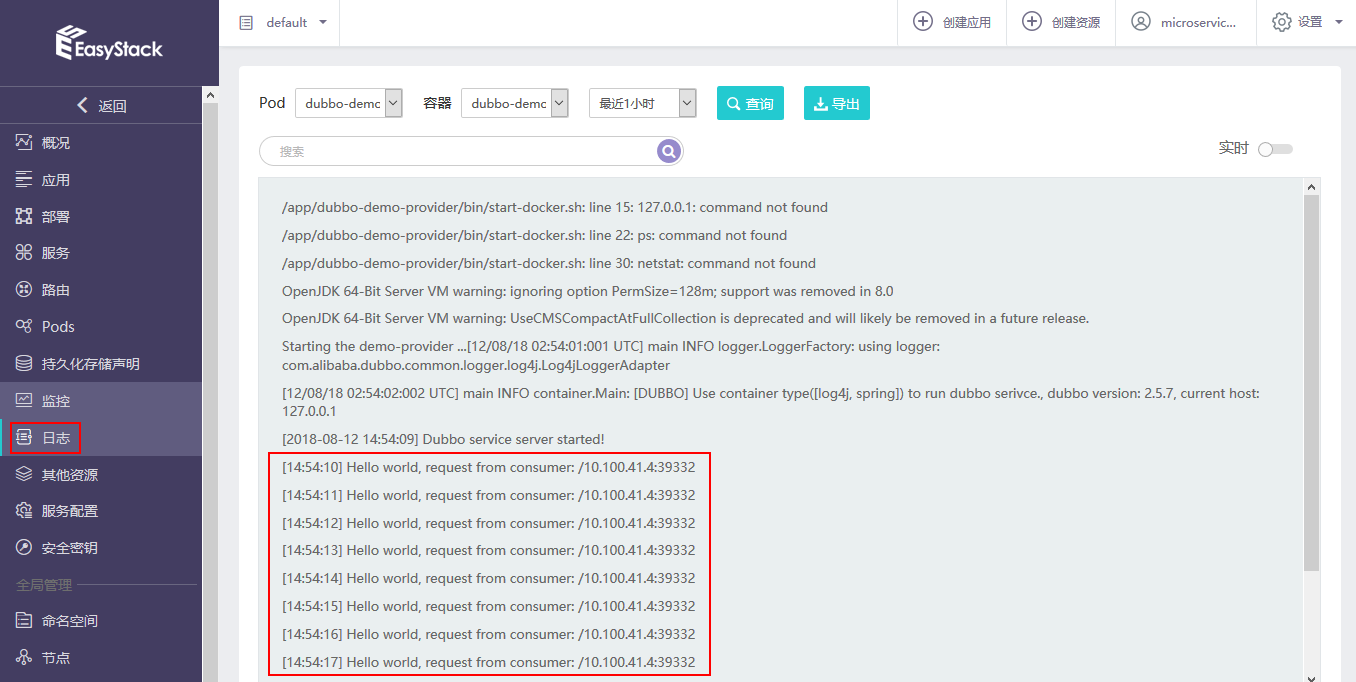 EasyStack
default
创建应用
创建资源
microservic...
设置
返回
概况
应用
部署
服务
路由
Pods
持久化存储声明
监控
日志
其他资源
服务配置
安全密钥
全局管理
命名空间
节点
Pod dubbo-demo 容器 dubbo-demo 最近1小时 查询 导出
搜索
实时
/app/dubbo-demo-provider/bin/start-docker.sh: line 15: 127.0.0.1: command not found
/app/dubbo-demo-provider/bin/start-docker.sh: line 22: ps: command not found
/app/dubbo-demo-provider/bin/start-docker.sh: line 30: netstat: command not found
OpenJDK 64-Bit Server VM warning: ignoring option PermSize=128m; support was removed in 8.0
OpenJDK 64-Bit Server VM warning: UseCMSCompactAtFullCollection is deprecated and will likely be removed in a future release.
Starting the demo-provider ...[12/08/18 02:54:01:001 UTC] main INFO logger.LoggerFactory: using logger:
com.alibaba.dubbo.common.logger.log4j.Log4jLoggerAdapter
[12/08/18 02:54:02:002 UTC] main INFO container.Main: [DUBBO] Use container type([log4j, spring]) to run dubbo serivce., dubbo version: 2.5.7, current host:
127.0.0.1
[2018-08-12 14:54:09] Dubbo service server started!
[14:54:10] Hello world, request from consumer: /10.100.41.4:39332
[14:54:11] Hello world, request from consumer: /10.100.41.4:39332
[14:54:12] Hello world, request from consumer: /10.100.41.4:39332
[14:54:13] Hello world, request from consumer: /10.100.41.4:39332
[14:54:14] Hello world, request from consumer: /10.100.41.4:39332
[14:54:15] Hello world, request from consumer: /10.100.41.4:39332
[14:54:16] Hello world, request from consumer: /10.100.41.4:39332
[14:54:17] Hello world, request from consumer: /10.100.41.4:39332